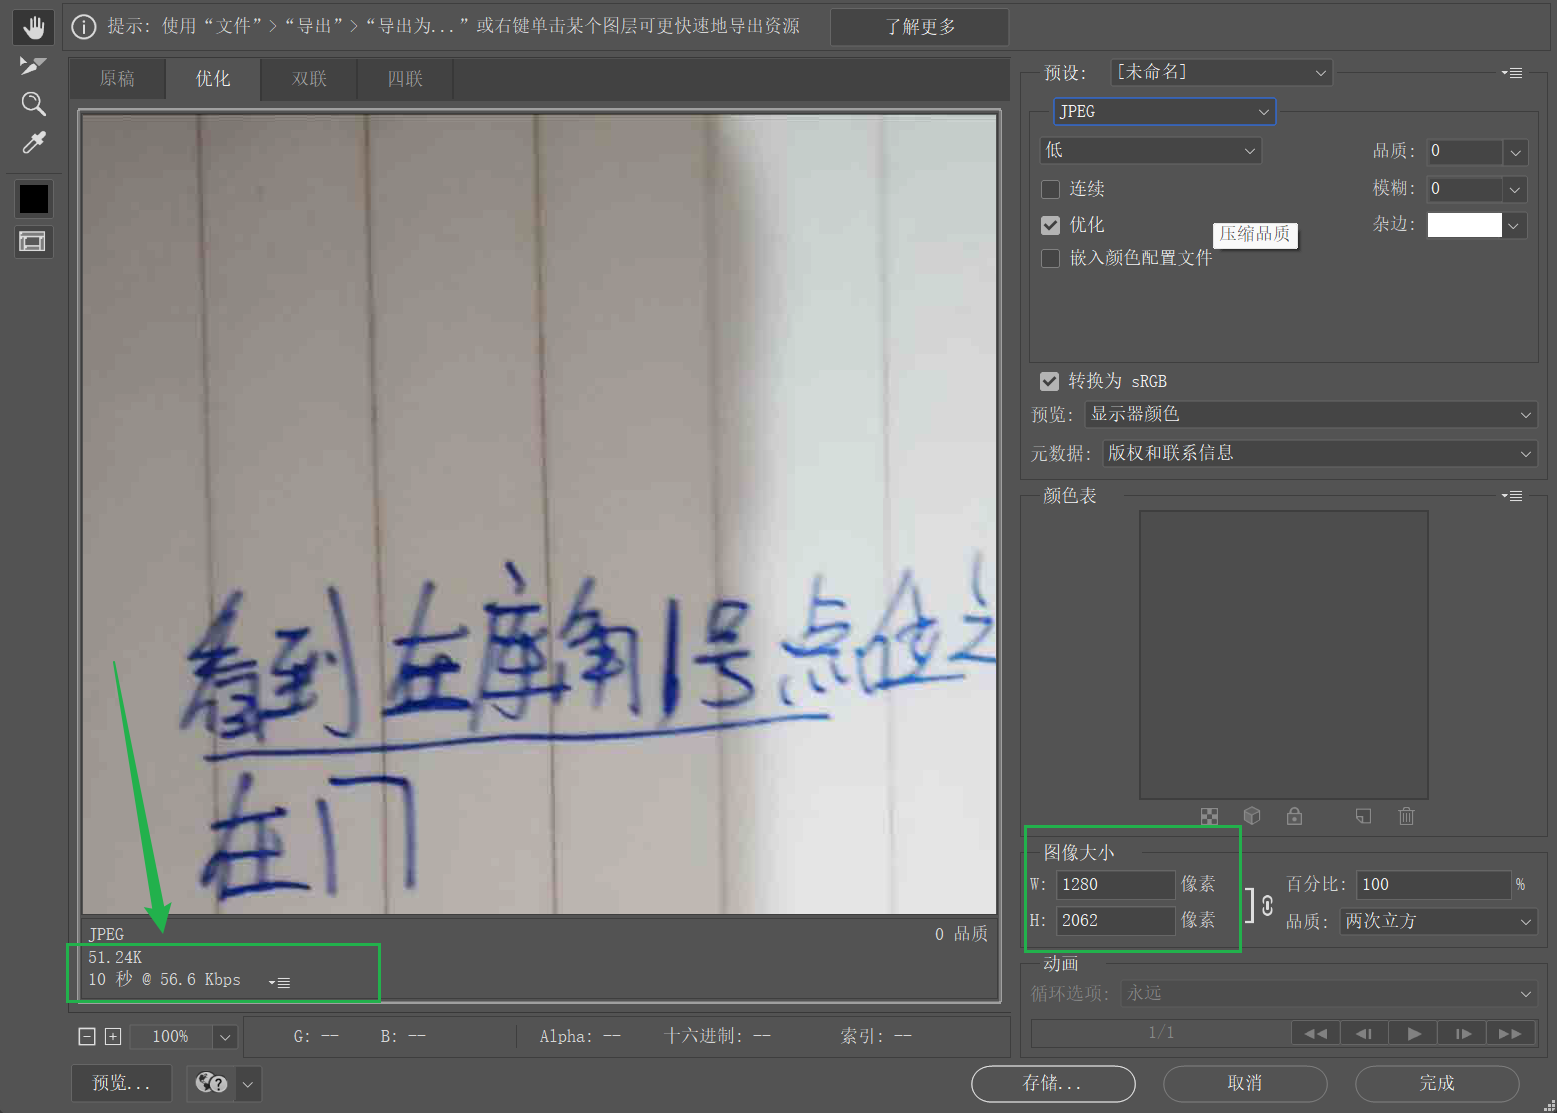 提示: 使用“文件”>“导出”>“导出为...”或右键单击某个图层可更快速地导出资源
了解更多
原稿 优化 双联 四联
预设: [未命名]
JPEG
低 品质: 0
连续 模糊: 0
优化 杂边:
压缩品质
嵌入颜色配置文件
转换为 sRGB
预览: 显示器颜色
元数据: 版权和联系信息
颜色表
看到在库角1号点位之
在门
图像大小
W: 1280 像素 百分比: 100 %
H: 2062 像素 品质: 两次立方
JPEG 0 品质
51.24K
10 秒 @ 56.6 Kbps
动画
循环选项: 永远
1/1
100% G: -- B: -- Alpha: -- 十六进制: -- 索引: --
预览... 存储... 取消 完成